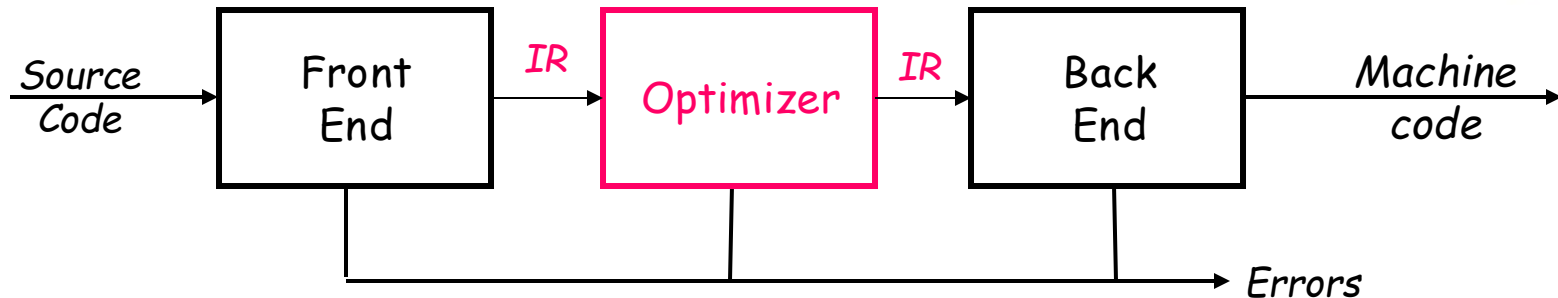 Source
Code
Front
End
IR
Optimizer
IR
Back
End
Machine
code
Errors